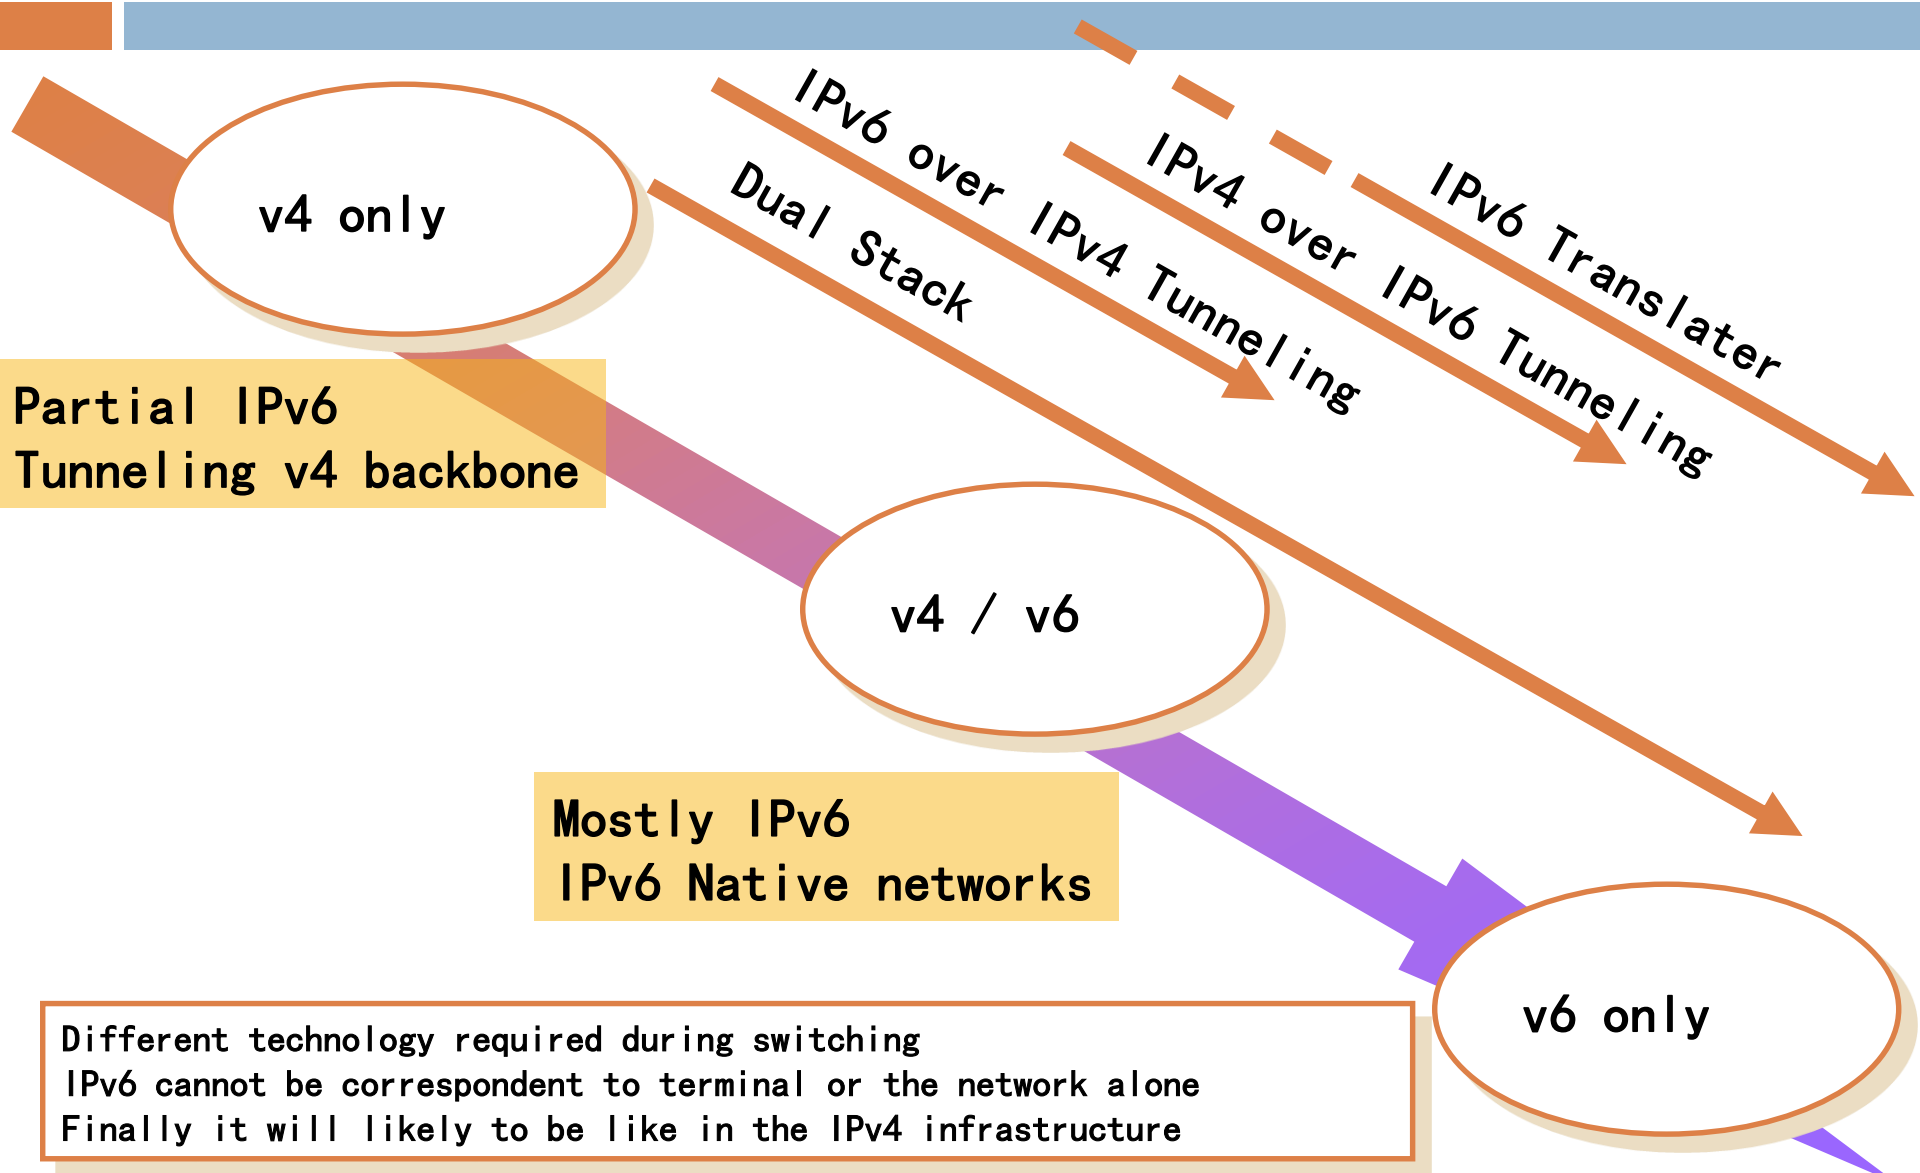 v4 only
IPv6 over IPv4 Tunneling
Dual Stack
IPv4 over IPv6 Tunneling
IPv6 Translater
Partial IPv6
Tunneling v4 backbone
v4 / v6
Mostly IPv6
IPv6 Native networks
v6 only
Different technology required during switching
IPv6 cannot be correspondent to terminal or the network alone
Finally it will likely to be like in the IPv4 infrastructure